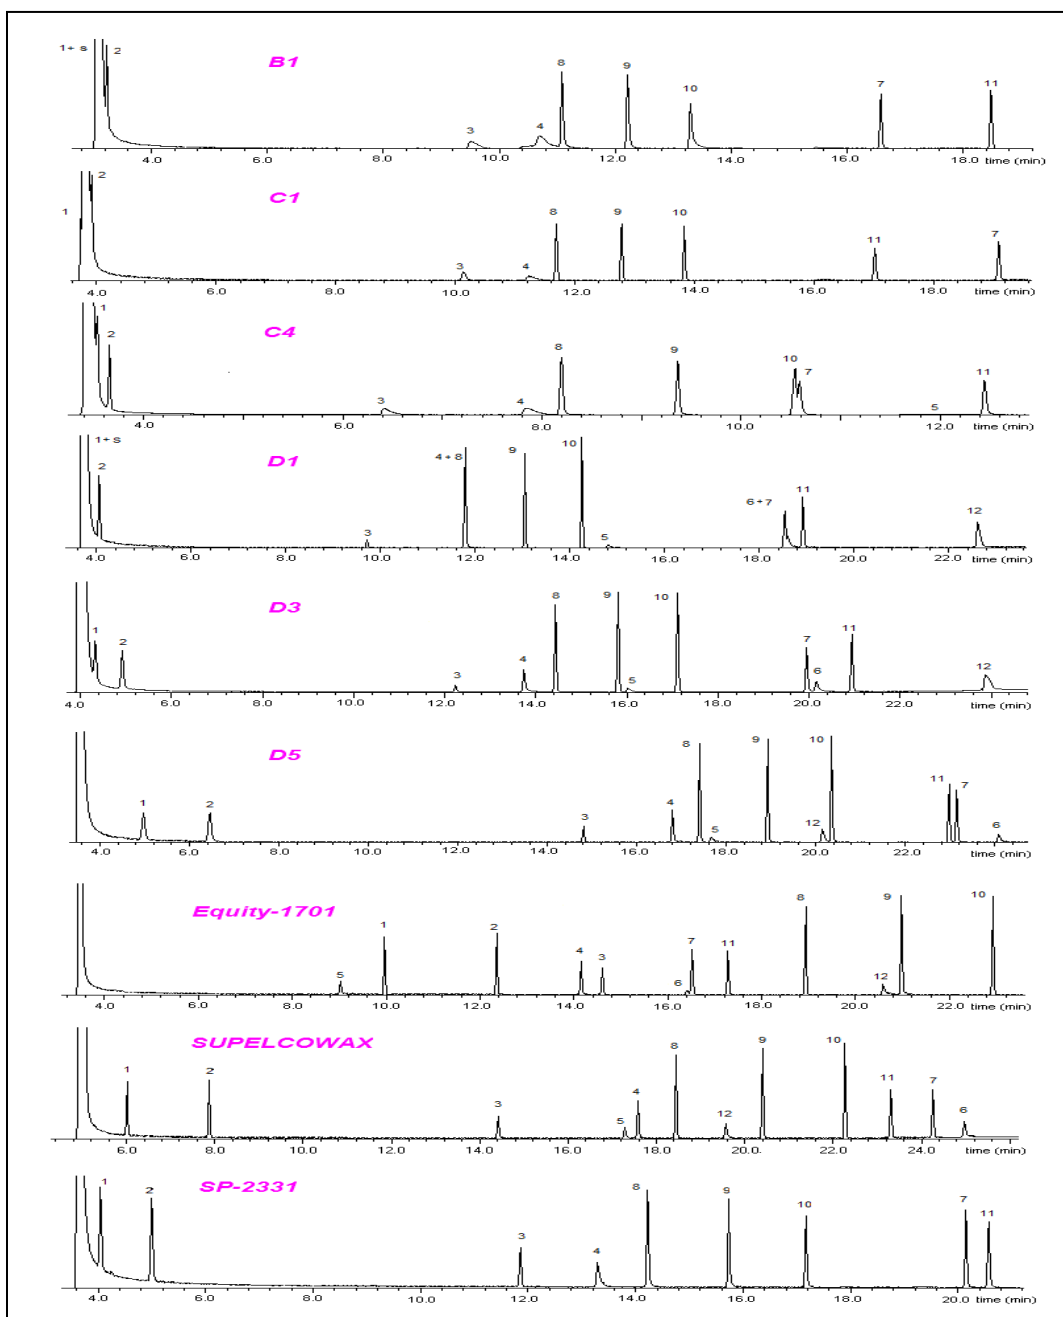 1+ s 2 B1 3 4 8 9 10 7 11
4.0 6.0 8.0 10.0 12.0 14.0 16.0 18.0 time (min)
1 2 C1 3 4 8 9 10 11 7
4.0 6.0 8.0 10.0 12.0 14.0 16.0 18.0 time (min)
1 2 C4 3 4 8 9 10 7 5 11
4.0 6.0 8.0 10.0 12.0 time (min)
1+ s 2 D1 3 4 + 8 9 10 5 6 + 7 11 12
4.0 6.0 8.0 10.0 12.0 14.0 16.0 18.0 20.0 22.0 time (min)
1 2 D3 3 4 8 9 5 10 7 6 11 12
4.0 6.0 8.0 10.0 12.0 14.0 16.0 18.0 20.0 22.0 time (min)
1 2 D5 3 4 8 5 9 12 10 11 7 6
4.0 6.0 8.0 10.0 12.0 14.0 16.0 18.0 20.0 22.0 time (min)
Equity-1701 5 1 2 4 3 6 7 11 8 12 9 10
4.0 6.0 8.0 10.0 12.0 14.0 16.0 18.0 20.0 22.0 time (min)
1 2 SUPELCOWAX 3 5 4 8 12 9 10 11 7 6
6.0 8.0 10.0 12.0 14.0 16.0 18.0 20.0 22.0 24.0 time (min)
1 2 SP-2331 3 4 8 9 10 7 11
4.0 6.0 8.0 10.0 12.0 14.0 16.0 18.0 20.0 time (min)